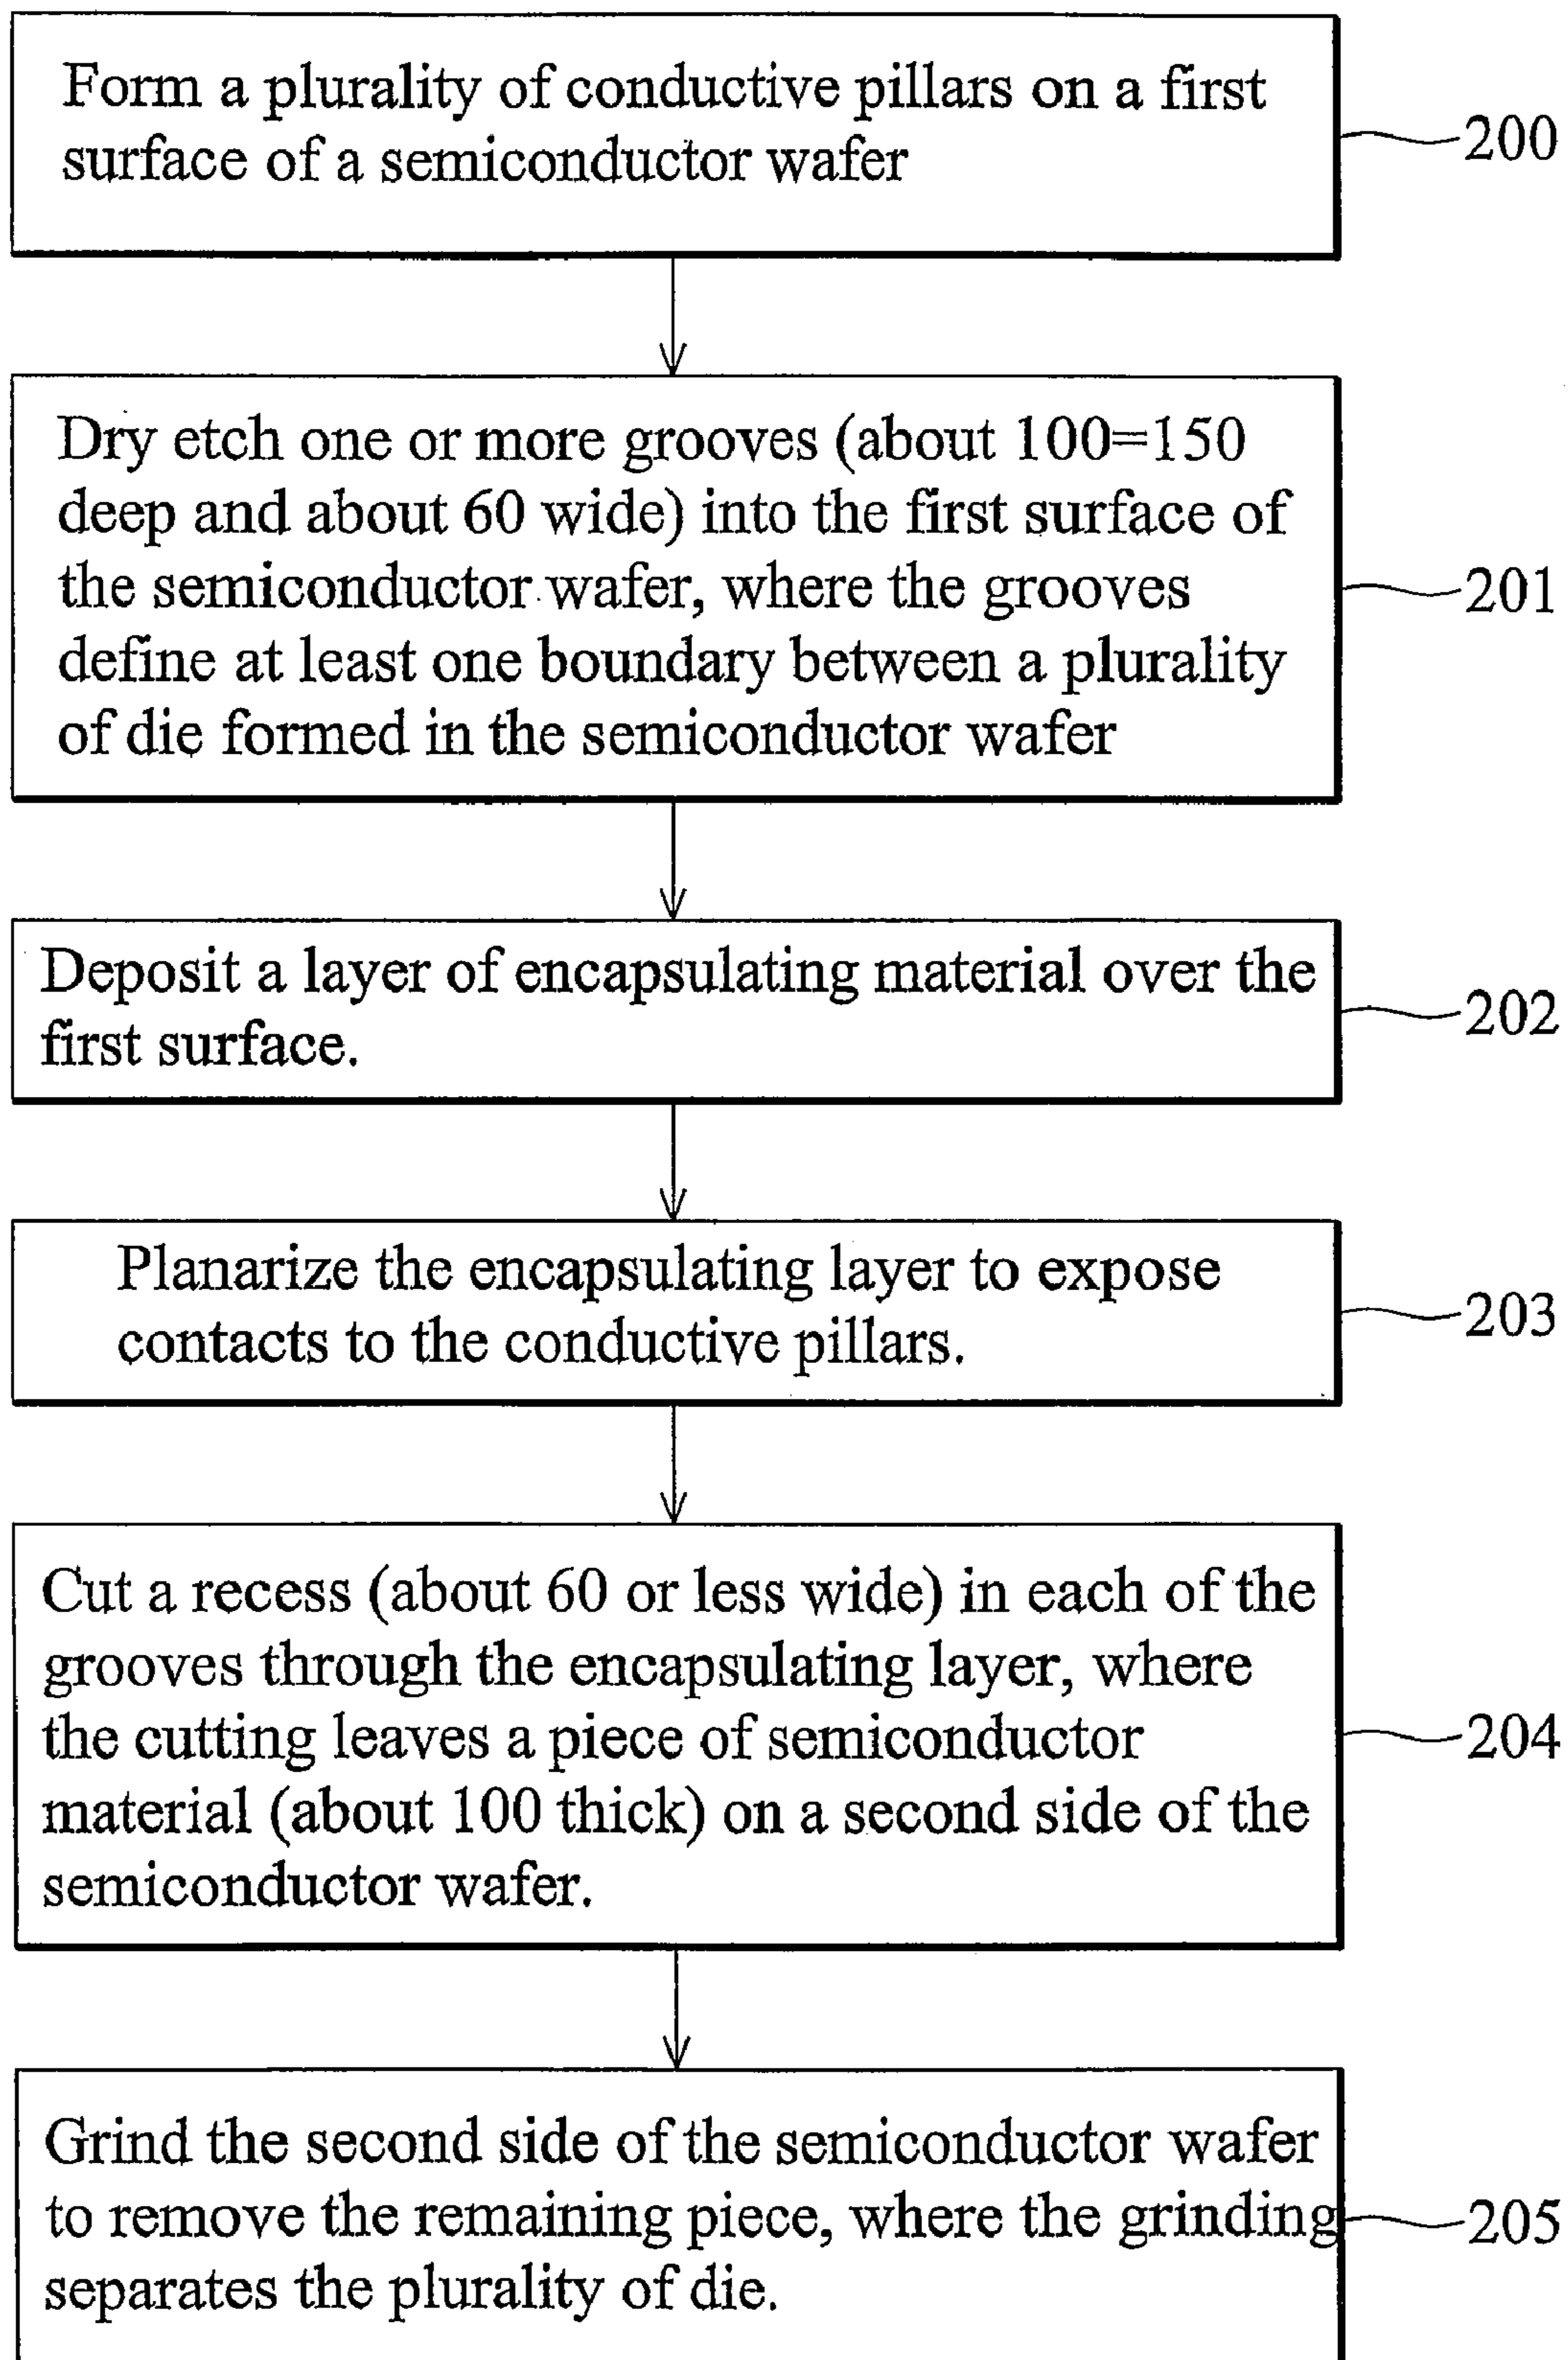 Form a plurality of conductive pillars on a first
surface of a semiconductor wafer
200
Dry etch one or more grooves (about 100=150
deep and about 60 wide) into the first surface of
the semiconductor wafer, where the grooves
define at least one boundary between a plurality
of die formed in the semiconductor wafer
201
Deposit a layer of encapsulating material over the
first surface.
202
Planarize the encapsulating layer to expose
contacts to the conductive pillars.
203
Cut a recess (about 60 or less wide) in each of the
grooves through the encapsulating layer, where
the cutting leaves a piece of semiconductor
material (about 100 thick) on a second side of the
semiconductor wafer.
204
Grind the second side of the semiconductor wafer
to remove the remaining piece, where the grinding
separates the plurality of die.
205